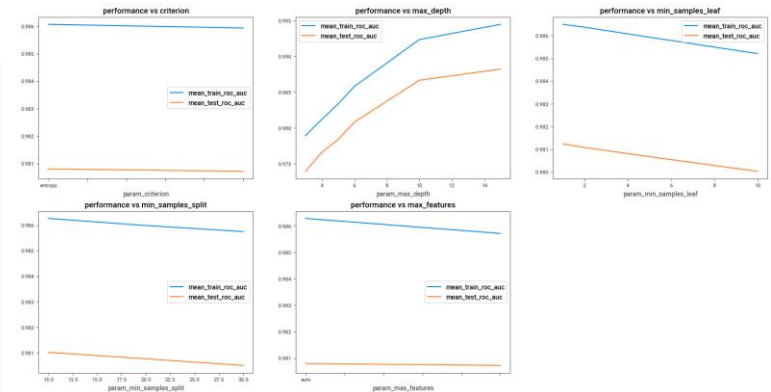 performance vs criterion
0.986
0.985
0.984
0.983
0.982
0.981
mean_train_roc_auc
mean_test_roc_auc
entropy
param_criterion
performance vs max_depth
0.995
0.990
0.985
0.980
0.975
mean_train_roc_auc
mean_test_roc_auc
4 6 8 10 12 14
param_max_depth
performance vs min_samples_leaf
0.986
0.985
0.984
0.983
0.982
0.981
0.980
mean_train_roc_auc
mean_test_roc_auc
2 4 6 8 10
param_min_samples_leaf
performance vs min_samples_split
0.986
0.985
0.984
0.983
0.982
0.981
mean_train_roc_auc
mean_test_roc_auc
10.0 12.5 15.0 17.5 20.0 22.5 25.0 27.5 30.0
param_min_samples_split
performance vs max_features
0.986
0.985
0.984
0.983
0.982
0.981
mean_train_roc_auc
mean_test_roc_auc
auto
param_max_features